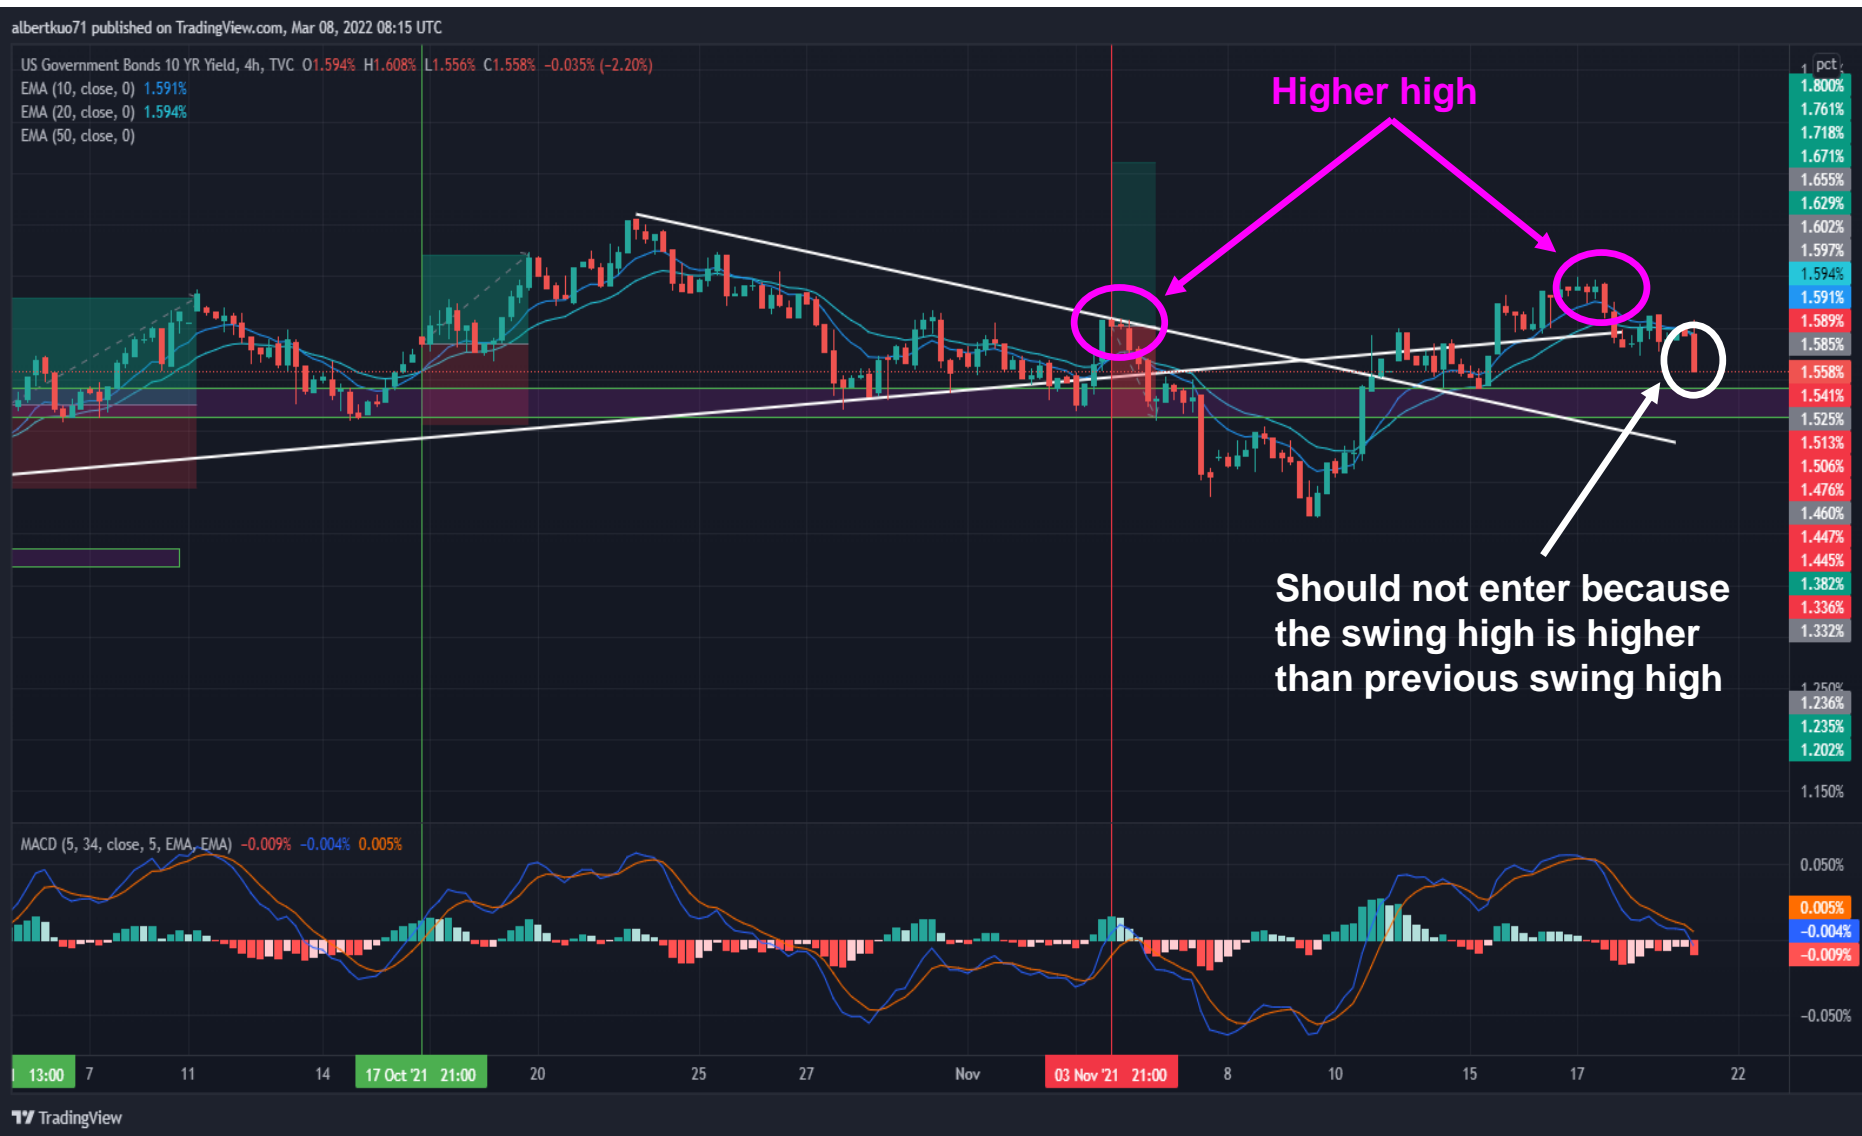 albertkuo71 published on TradingView.com, Mar 08, 2022 08:15 UTC
US Government Bonds 10 YR Yield, 4h, TVC O1.594% H1.608% L1.556% C1.558% −0.035% (−2.20%)
EMA (10, close, 0) 1.591%
EMA (20, close, 0) 1.594%
EMA (50, close, 0)
Higher high
Should not enter because
the swing high is higher
than previous swing high
pct
1.800%
1.761%
1.718%
1.671%
1.655%
1.629%
1.602%
1.597%
1.594%
1.591%
1.589%
1.585%
1.558%
1.541%
1.525%
1.513%
1.506%
1.476%
1.460%
1.447%
1.445%
1.382%
1.336%
1.332%
1.250%
1.236%
1.235%
1.202%
1.150%
MACD (5, 34, close, 5, EMA, EMA) −0.009% −0.004% 0.005%
0.050%
0.005%
−0.004%
−0.009%
−0.050%
13:00 7 11 14 17 Oct '21 21:00 20 25 27 Nov 03 Nov '21 21:00 8 10 15 17 22
TradingView